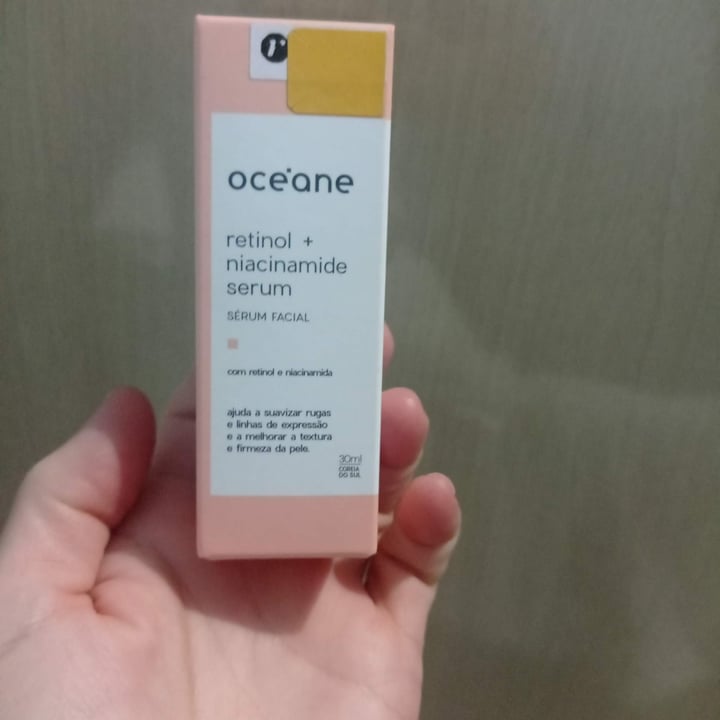 r
oceane
retinol +
niacinamide
serum
SÉRUM FACIAL
com retinol e niacinamida
ajuda a suavizar rugas
e linhas de expressão
e a melhorar a textura
e firmeza da pele.
30ml
COREIA
DO SUL